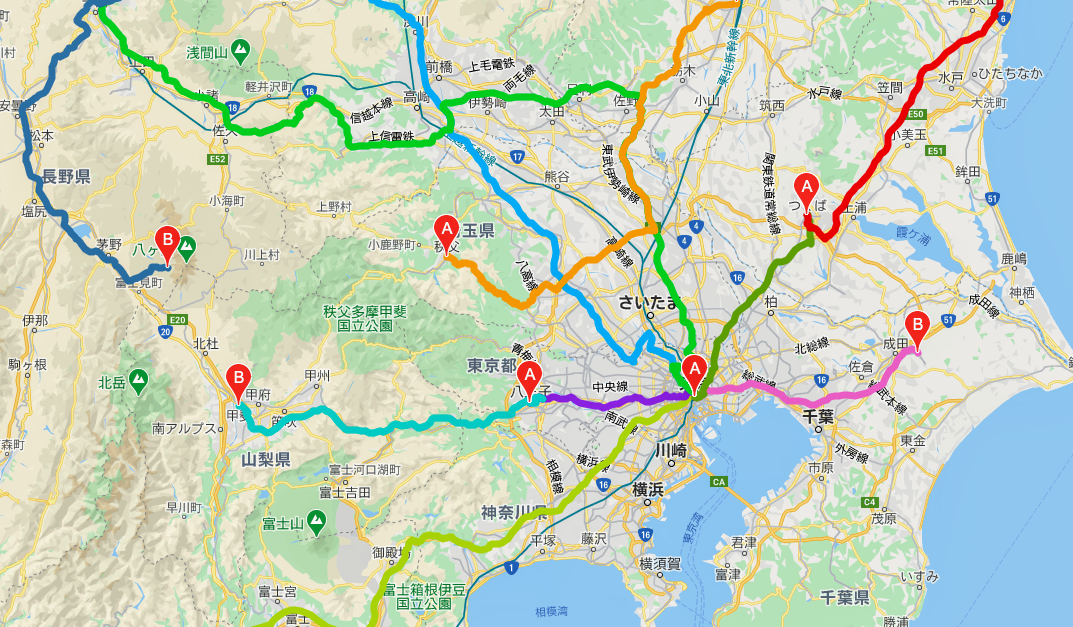 常陸太田
6
渋川
浅間山
上田
前橋
上毛電鉄
両毛線
栃木
東北新幹線
水戸
ひたちなか
軽井沢町
18
小諸
18
高崎
伊勢崎
太田
佐野
小山
筑西
水戸線
笠間
大洗町
安曇野
信越本線
上信電鉄
佐久
E50
松本
E52
17
小美玉
E51
長野県
熊谷
東武伊勢崎線
関東鉄道常総線
鉾田
小海町
上野村
A
つくば
土浦
51
塩尻
A
玉県
秩父
小鹿野町
4
4
茅野
B
八ヶ
川上村
高崎線
霞ケ浦
鹿嶋
富士見町
八高線
16
さいたま
柏
神栖
成田線
秩父多摩甲斐
国立公園
伊那
E20
20
B
51
北杜
成田
北総線
駒ヶ根
北岳
甲州
B
甲府
東京都
A
八王子
中央線
A
総武線
16
佐倉
総武本線
甲斐
笛吹
南アルプス
南武線
千葉
東金
山梨県
川崎
外房線
市原
横浜線
相模線
富士河口湖町
16
横浜
CA
富士吉田
早川町
C4
茂原
富士山
神奈川県
東京湾
御殿場
平塚
藤沢
16
君津
1
横須賀
富津
いすみ
富士宮
富士箱根伊豆
国立公園
千葉県
相模湾
富士
勝浦